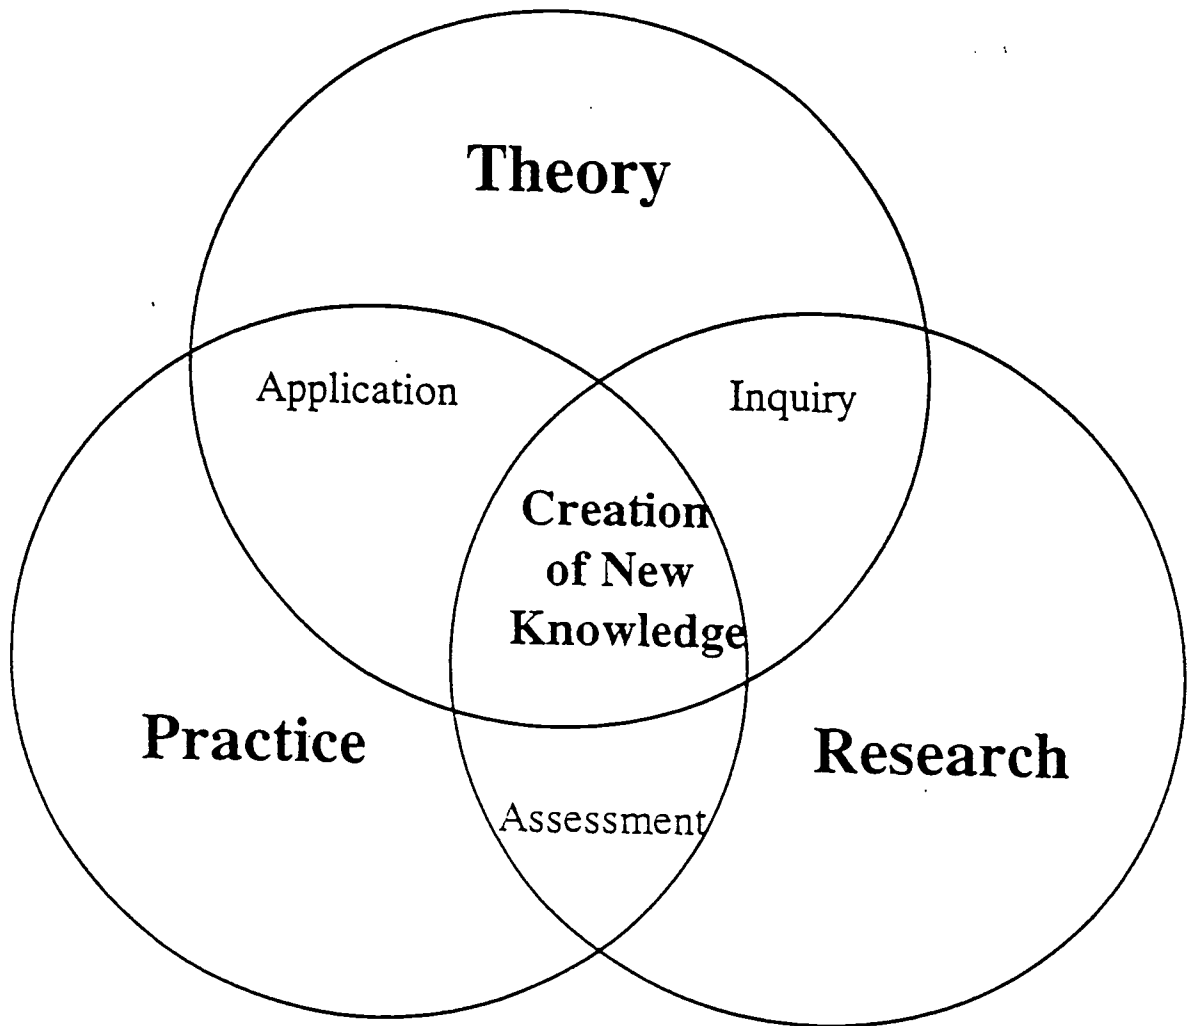 Theory
Application
Inquiry
Creation
of New
Knowledge
Practice
Research
Assessment